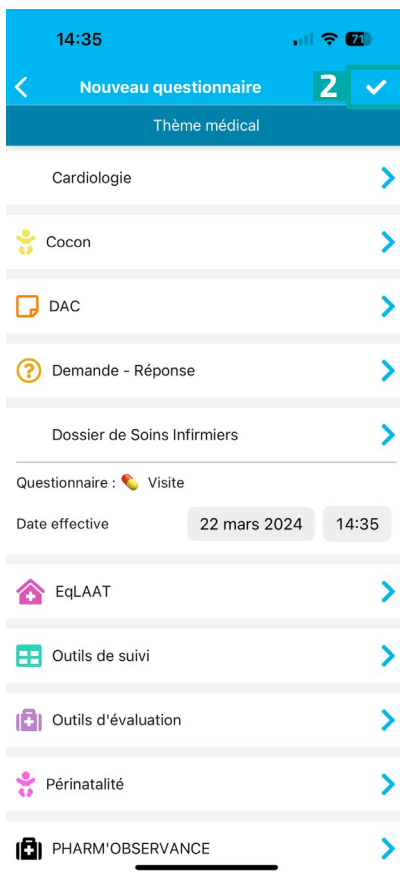 14:35
71
Nouveau questionnaire
2
Thème médical
Cardiologie
Cocon
DAC
Demande - Réponse
Dossier de Soins Infirmiers
Questionnaire : 💊 Visite
Date effective 22 mars 2024 14:35
EqLAAT
Outils de suivi
Outils d'évaluation
Périnatalité
PHARM'OBSERVANCE